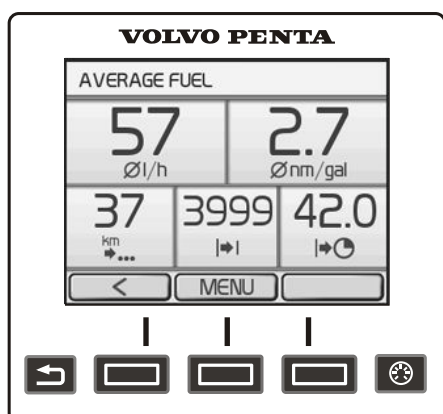 VOLVO PENTA
AVERAGE FUEL
57 2.7
Øl/h Ønm/gal
37 3999 42.0
km
< MENU